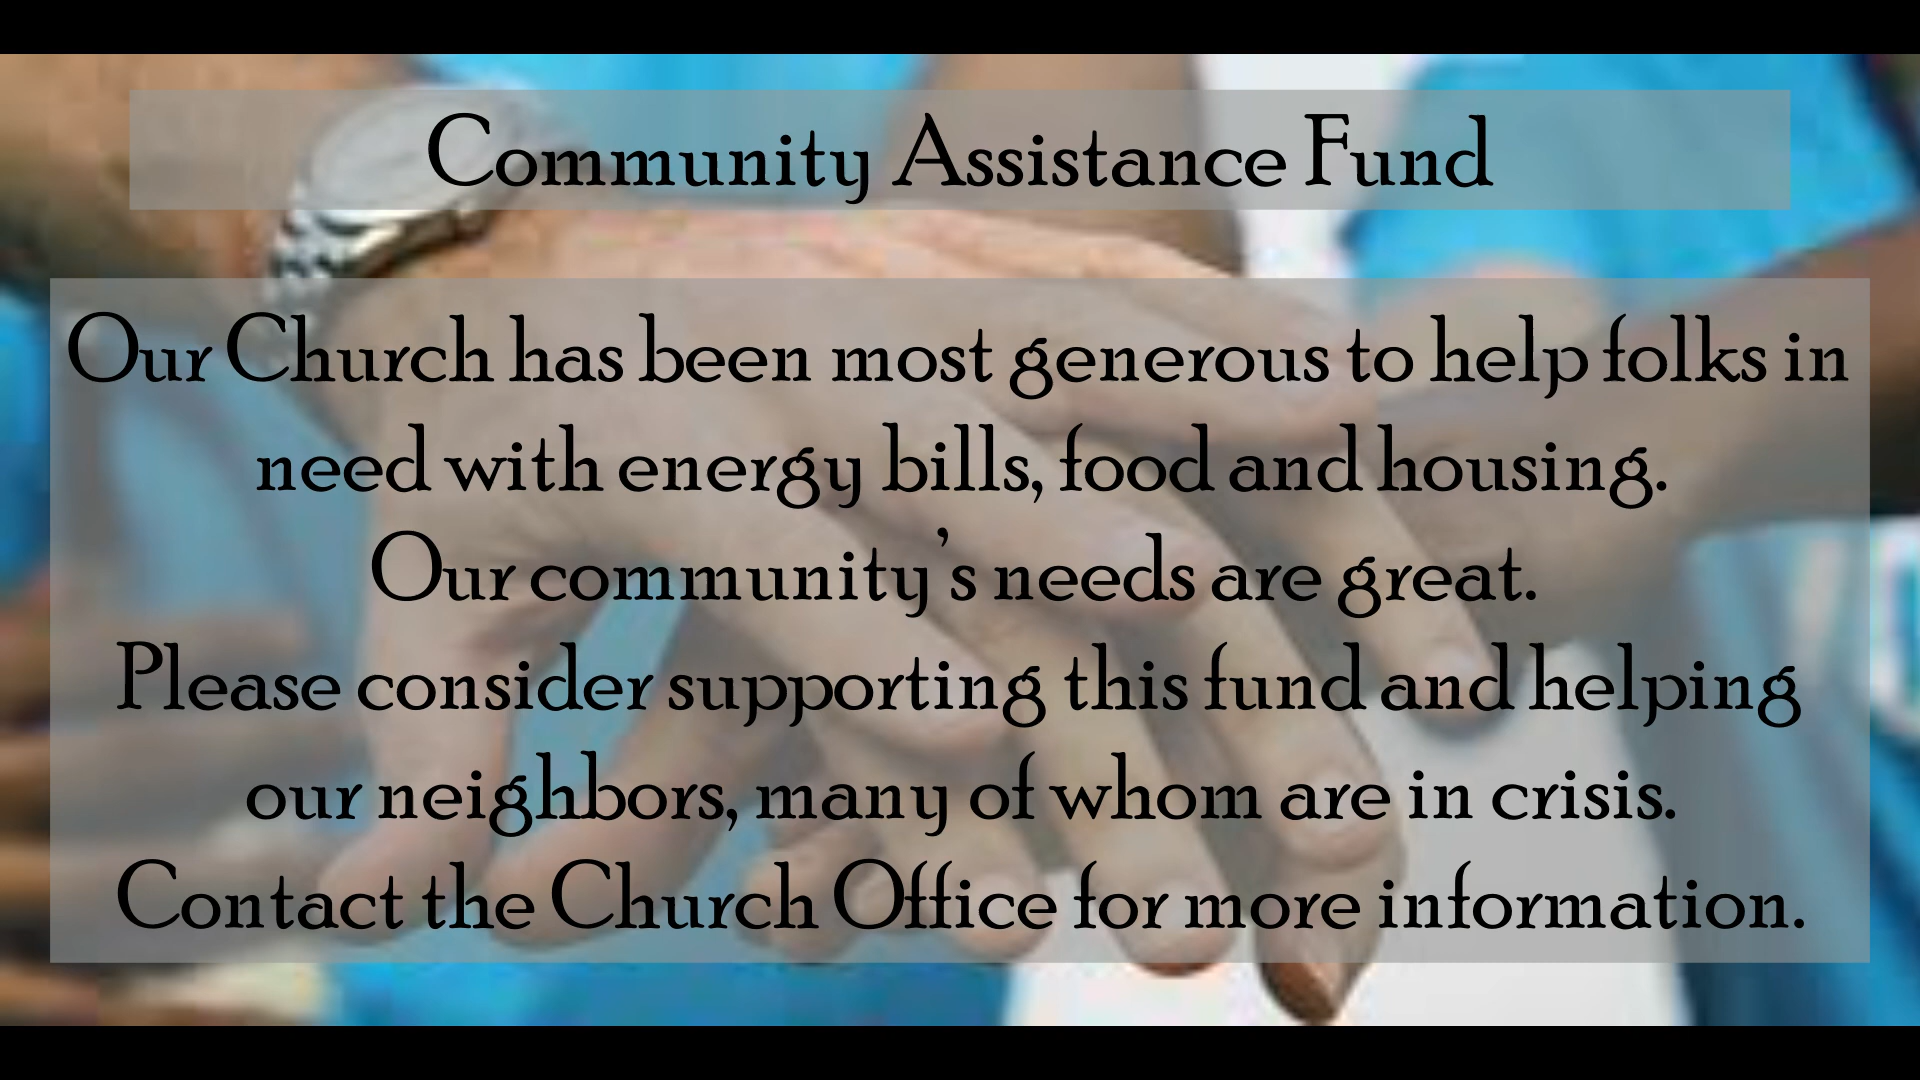 Community Assistance Fund
Our Church has been most generous to help folks in
need with energy bills, food and housing.
Our community's needs are great.
Please consider supporting this fund and helping
our neighbors, many of whom are in crisis.
Contact the Church Office for more information.